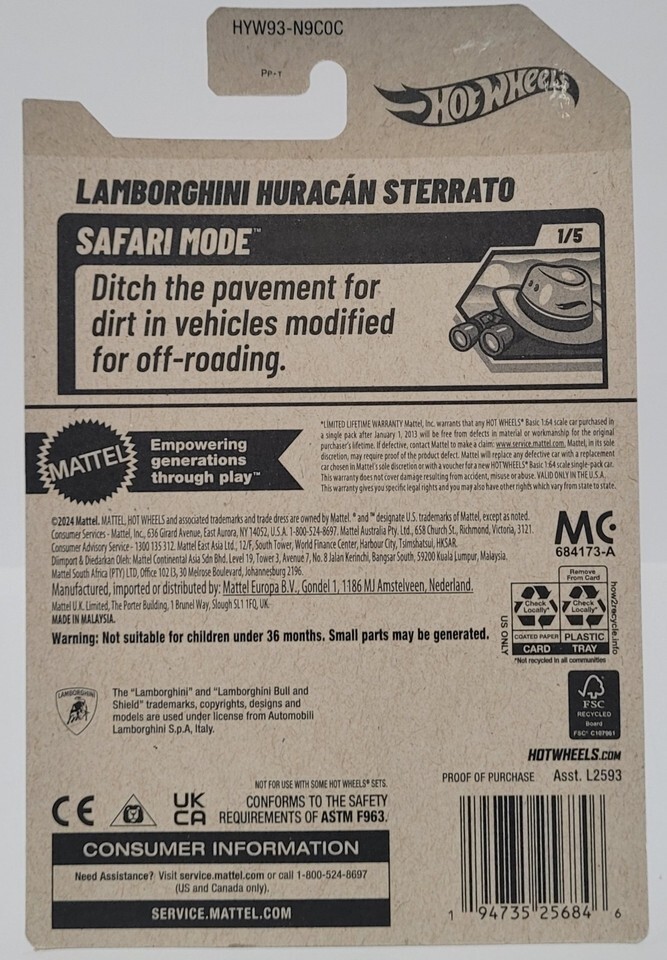 HYW93-N9C0C
PP-1
HOT WHEELS
LAMBORGHINI HURACÁN STERRATO
SAFARI MODE™
1/5
Ditch the pavement for
dirt in vehicles modified
for off-roading.
MATTEL
Empowering
generations
through play™
*LIMITED LIFETIME WARRANTY Mattel, Inc. warrants that any HOT WHEELS® Basic 1:64 scale car purchased in
a single pack after January 1, 2013 will be free from defects in material or workmanship for the original
purchaser's lifetime. If defective, contact Mattel to make a claim: www.service.mattel.com. Mattel, in its sole
discretion, may require proof of the product defect. Mattel will replace any defective car with a replacement
car chosen in Mattel's sole discretion or with a voucher for a new HOT WHEELS® Basic 1:64 scale single-pack car.
This warranty does not cover damage resulting from accident, misuse or abuse. VALID ONLY IN THE U.S.A.
This warranty gives you specific legal rights and you may also have other rights which vary from state to state.
©2024 Mattel. MATTEL, HOT WHEELS and associated trademarks and trade dress are owned by Mattel. ® and ™ designate U.S. trademarks of Mattel, except as noted.
Consumer Services - Mattel, Inc., 636 Girard Avenue, East Aurora, NY 14052, U.S.A. 1-800-524-8697. Mattel Australia Pty. Ltd., 658 Church St., Richmond, Victoria, 3121.
Consumer Advisory Service - 1300 135 312. Mattel East Asia Ltd., 12/F, South Tower, World Finance Center, Harbour City, Tsimshatsui, HKSAR.
Diimport & Diedarkan Oleh: Mattel Continental Asia Sdn Bhd. Level 19, Tower 3, Avenue 7, No. 8 Jalan Kerinchi, Bangsar South, 59200 Kuala Lumpur, Malaysia.
Mattel South Africa (PTY) LTD, Office 102 I3, 30 Melrose Boulevard, Johannesburg 2196.
Manufactured, imported or distributed by: Mattel Europa B.V., Gondel 1, 1186 MJ Amstelveen, Nederland.
Mattel U.K. Limited, The Porter Building, 1 Brunel Way, Slough SL1 1FQ, UK.
MADE IN MALAYSIA.
Warning: Not suitable for children under 36 months. Small parts may be generated.
MC
684173-A
Remove
From Card
Check
Locally*
Check
Locally*
COATED PAPER
PLASTIC
CARD
TRAY
US ONLY
how2recycle.info
*Not recycled in all communities
LAMBORGHINI
The "Lamborghini" and "Lamborghini Bull and
Shield" trademarks, copyrights, designs and
models are used under license from Automobili
Lamborghini S.p.A, Italy.
FSC
RECYCLED
Board
FSC® C107961
HOTWHEELS.COM
PROOF OF PURCHASE Asst. L2593
NOT FOR USE WITH SOME HOT WHEELS® SETS.
CE
UK
CA
CONFORMS TO THE SAFETY
REQUIREMENTS OF ASTM F963.
CONSUMER INFORMATION
Need Assistance? Visit service.mattel.com or call 1-800-524-8697
(US and Canada only).
SERVICE.MATTEL.COM
1 94735 25684 6